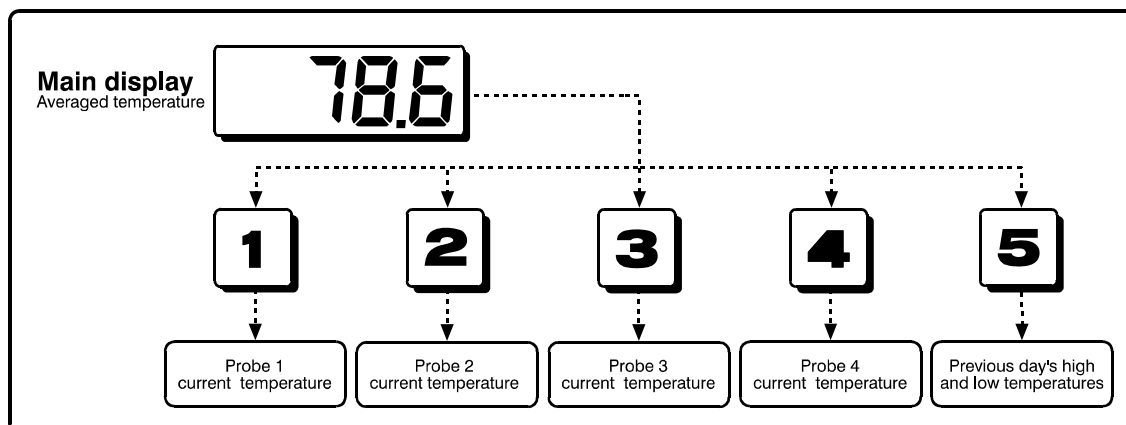 Main display
Averaged temperature
78.6
1
2
3
4
5
Probe 1
current temperature
Probe 2
current temperature
Probe 3
current temperature
Probe 4
current temperature
Previous day's high
and low temperatures